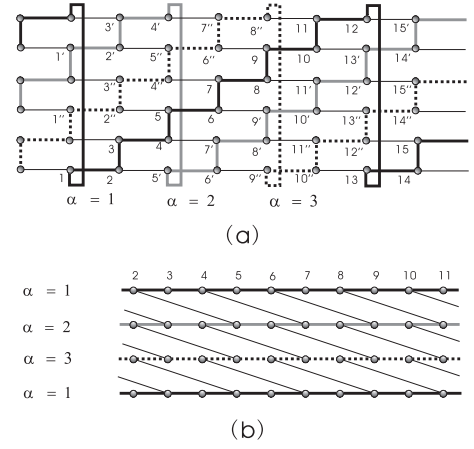 3' 4' 7" 8" 11 12 15'
1' 2' 5" 6" 9 10 13' 14'
3" 4" 7 8 11' 12' 15"
1" 2" 5 6 9' 10' 13" 14"
3 4 7' 8' 11" 12" 15
1 2 5' 6' 9" 10" 13 14
α = 1 α = 2 α = 3
(a)
2 3 4 5 6 7 8 9 10 11
α = 1
α = 2
α = 3
α = 1
(b)